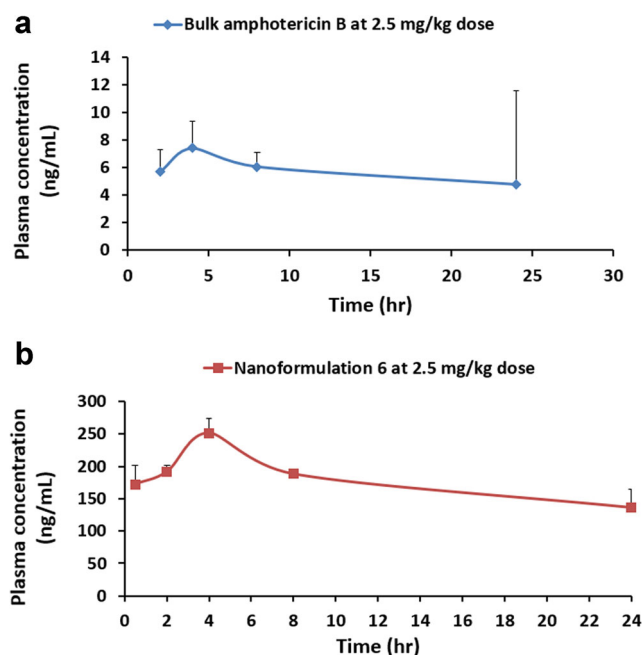 a
Bulk amphotericin B at 2.5 mg/kg dose
Plasma concentration
(ng/mL)
14
12
10
8
6
4
2
0
0 5 10 15 20 25 30
Time (hr)
b
Nanoformulation 6 at 2.5 mg/kg dose
Plasma concentration
(ng/mL)
300
250
200
150
100
50
0
0 2 4 6 8 10 12 14 16 18 20 22 24
Time (hr)